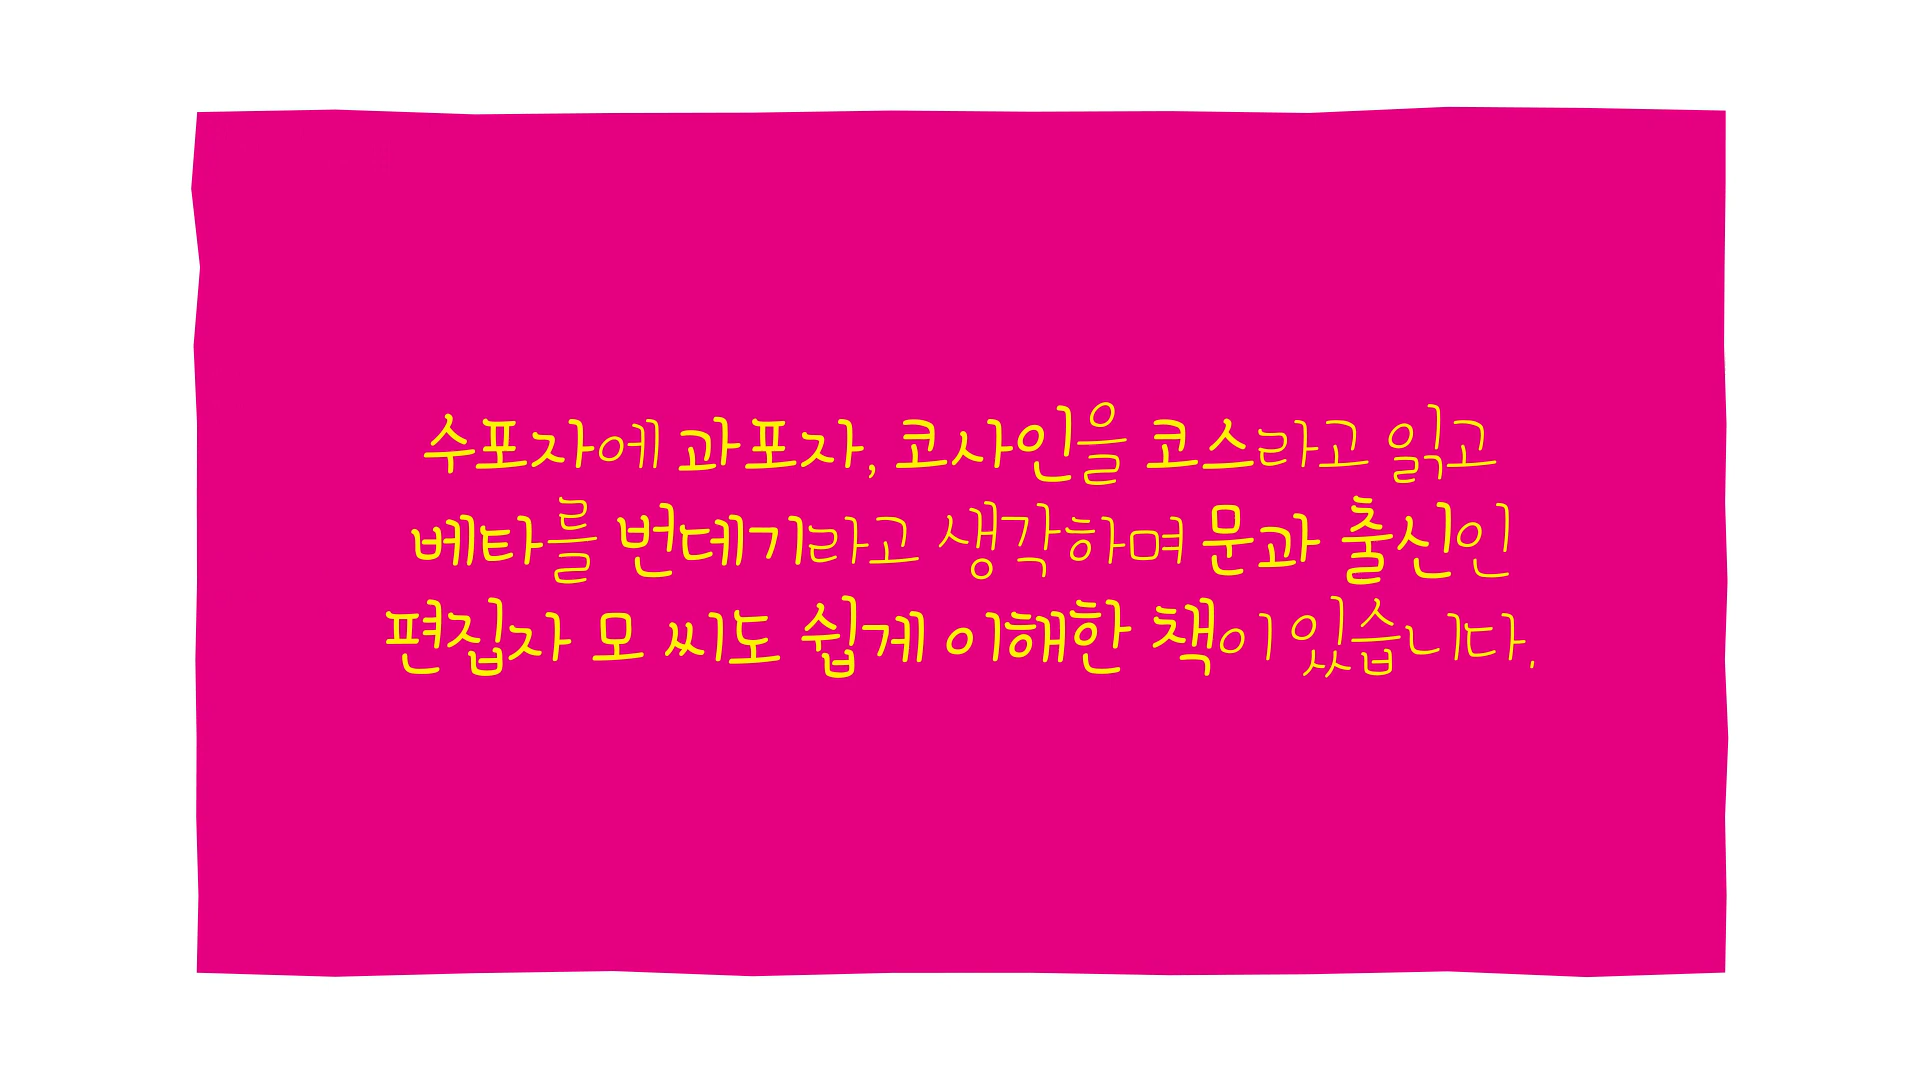 수포자에 과포자, 코사인을 코스라고 읽고
베타를 번데기라고 생각하며 문과 출신인
편집자 모 씨도 쉽게 이해한 책이 있습니다.